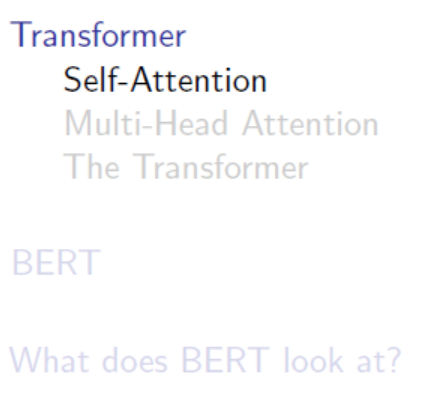 Transformer
Self-Attention
Multi-Head Attention
The Transformer
BERT
What does BERT look at?